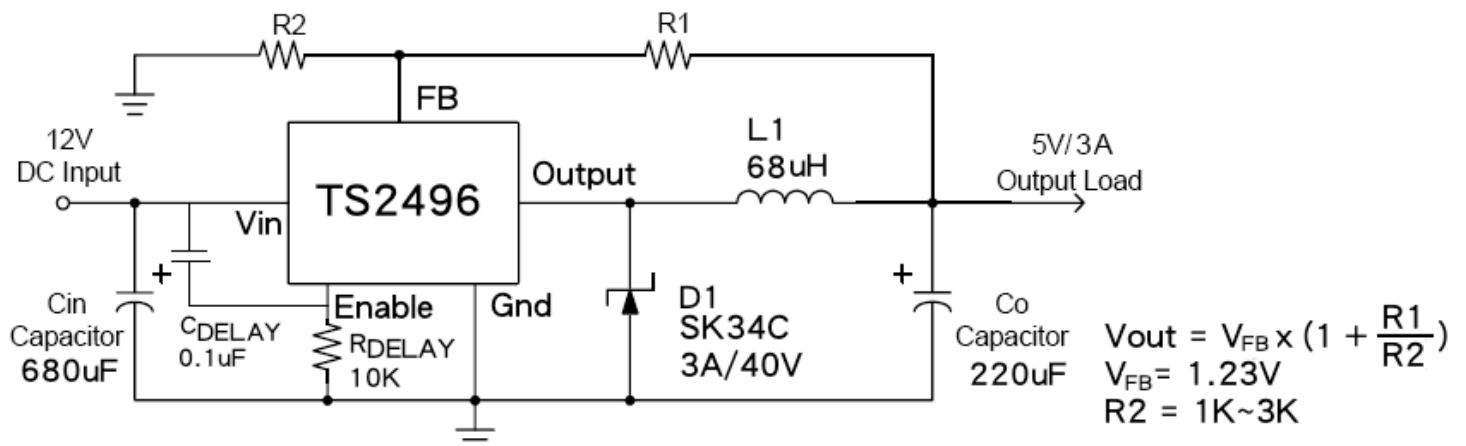 R2
R1
FB
12V
DC Input
Vin
TS2496
Output
L1
68uH
5V/3A
Output Load
+
Cin
Capacitor
680uF
CDELAY
0.1uF
Enable
RDELAY
10K
Gnd
D1
SK34C
3A/40V
+
Co
Capacitor
220uF
Vout = VFB x (1 + R1/R2)
VFB= 1.23V
R2 = 1K~3K